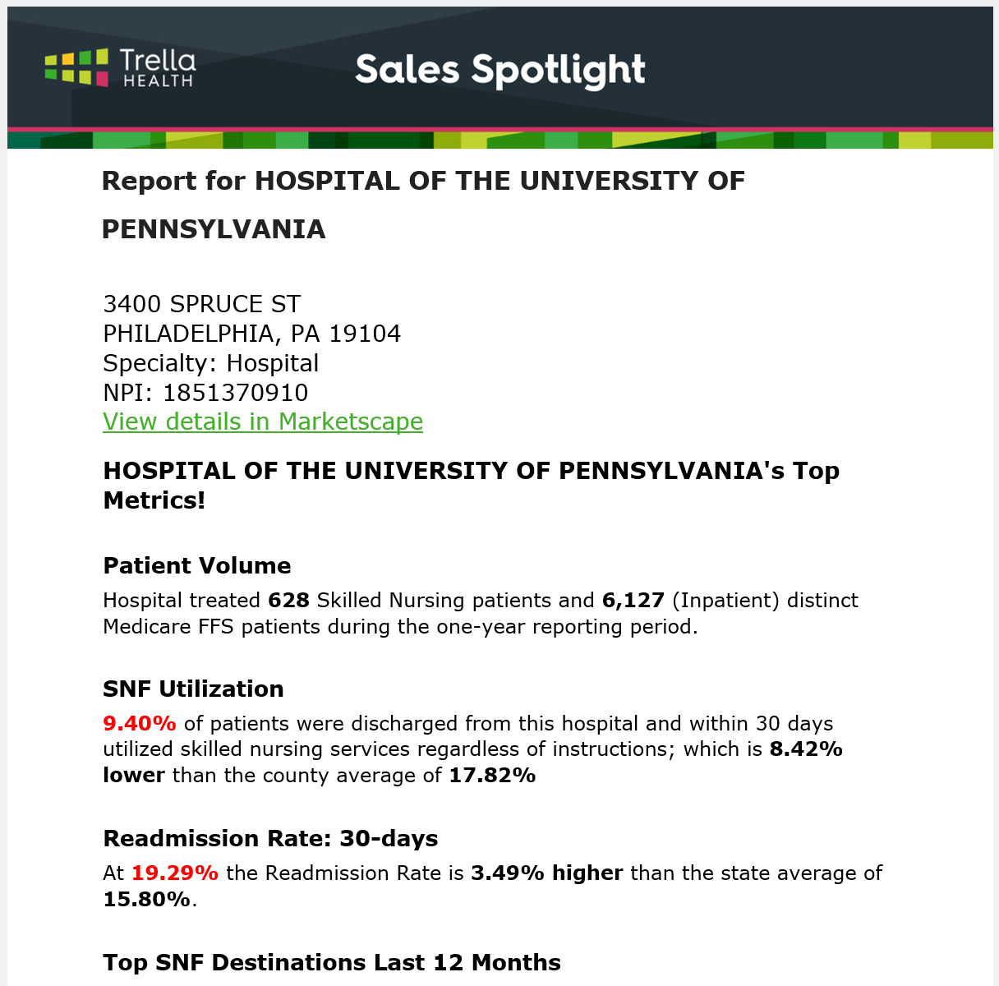 Trella
HEALTH
Sales Spotlight
Report for HOSPITAL OF THE UNIVERSITY OF
PENNSYLVANIA
3400 SPRUCE ST
PHILADELPHIA, PA 19104
Specialty: Hospital
NPI: 1851370910
View details in Marketscape
HOSPITAL OF THE UNIVERSITY OF PENNSYLVANIA's Top
Metrics!
Patient Volume
Hospital treated 628 Skilled Nursing patients and 6,127 (Inpatient) distinct
Medicare FFS patients during the one-year reporting period.
SNF Utilization
9.40% of patients were discharged from this hospital and within 30 days
utilized skilled nursing services regardless of instructions; which is 8.42%
lower than the county average of 17.82%
Readmission Rate: 30-days
At 19.29% the Readmission Rate is 3.49% higher than the state average of
15.80%.
Top SNF Destinations Last 12 Months